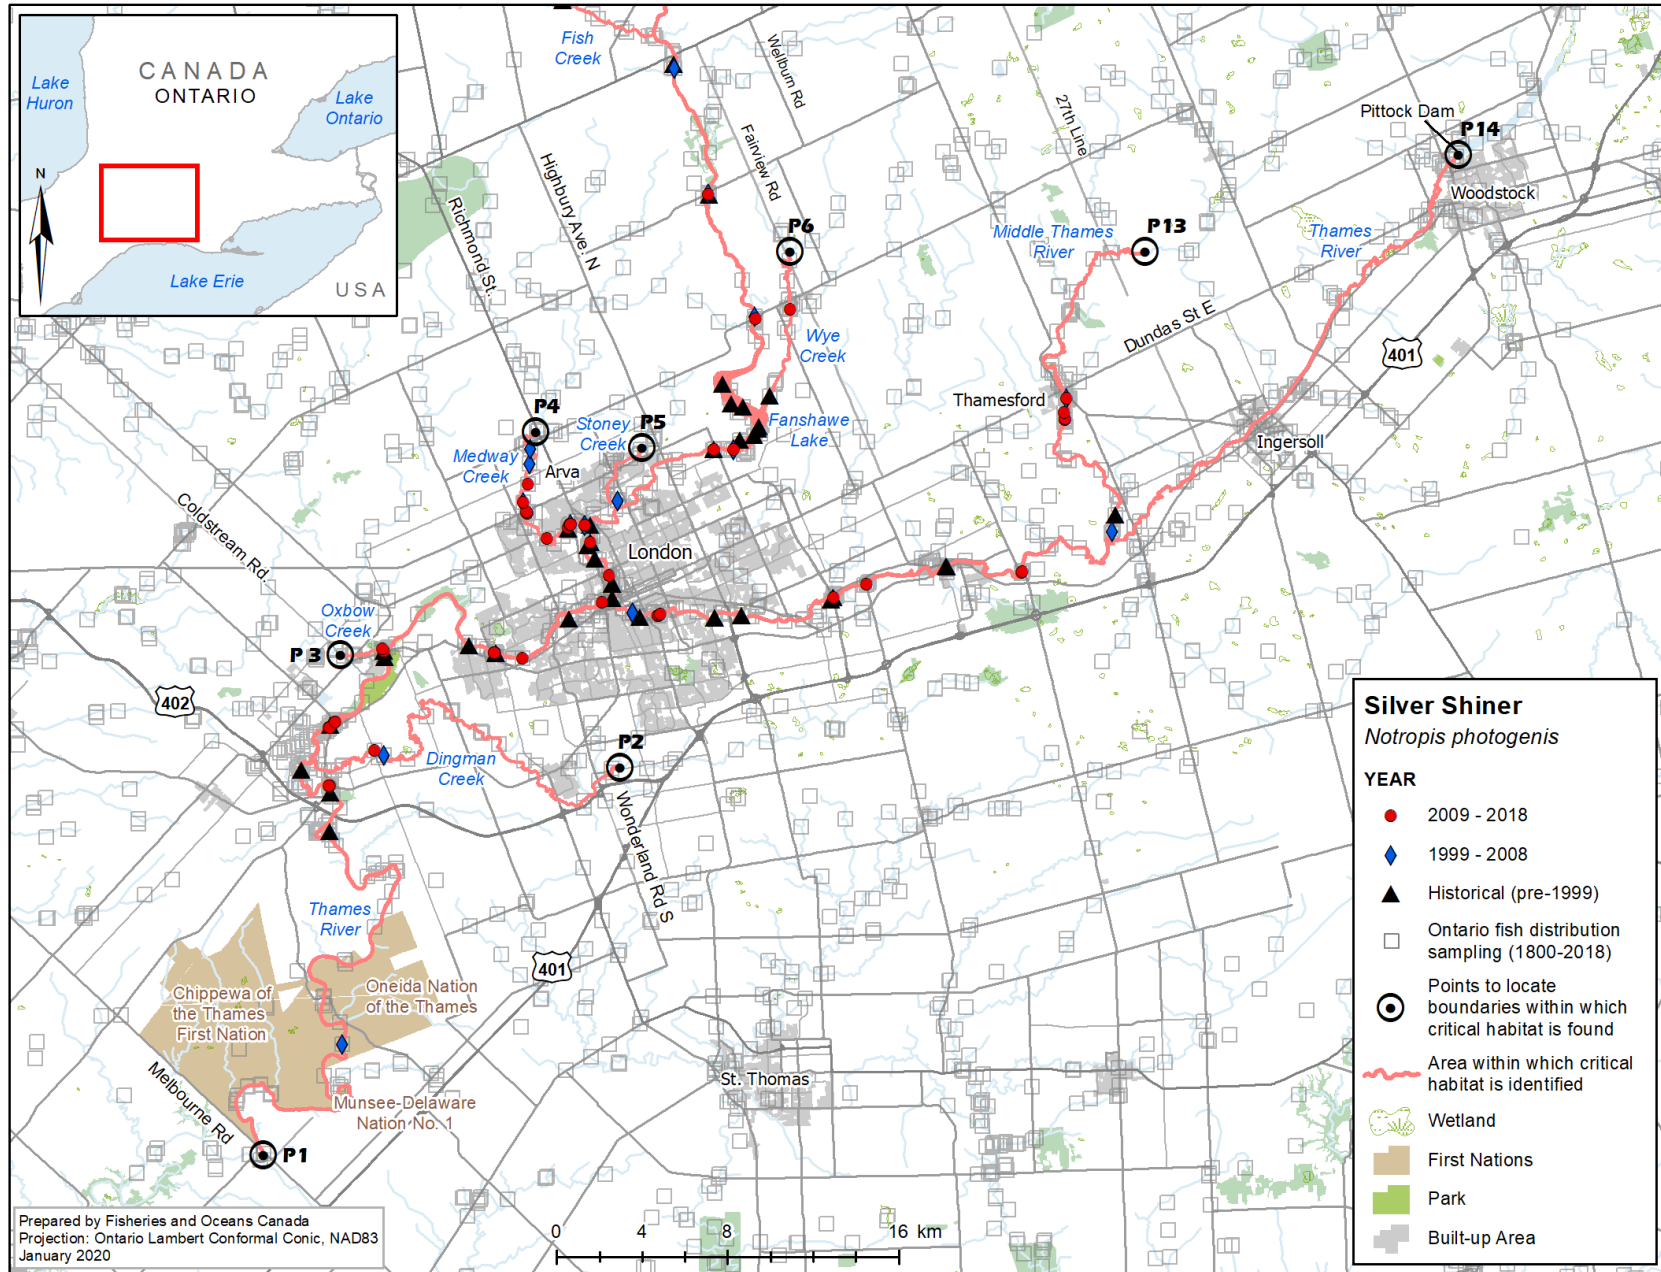 Lake
Huron
CANADA
ONTARIO
Lake
Ontario
N
Lake Erie
USA
Fish
Creek
Welburn Rd
Fairview Rd
27th Line
Pittock Dam
P14
Woodstock
Highbury Ave. N
Richmond St.
P6
Middle Thames
River
P13
Thames
River
Wye
Creek
Dundas St E
401
Thamesford
P4
Stoney
Creek
P5
Fanshawe
Lake
Ingersoll
Medway
Creek
Arva
Coldstream Rd.
London
Oxbow
Creek
P 3
402
Dingman
Creek
P2
Wonderland Rd S
Thames
River
401
Chippewa of
the Thames
First Nation
Oneida Nation
of the Thames
Melbourne Rd
Munsee-Delaware
Nation No. 1
P1
St. Thomas
Silver Shiner
Notropis photogenis
YEAR
2009 - 2018
1999 - 2008
Historical (pre-1999)
Ontario fish distribution
sampling (1800-2018)
Points to locate
boundaries within which
critical habitat is found
Area within which critical
habitat is identified
Wetland
First Nations
Park
Built-up Area
Prepared by Fisheries and Oceans Canada
Projection: Ontario Lambert Conformal Conic, NAD83
January 2020
0 4 8 16 km